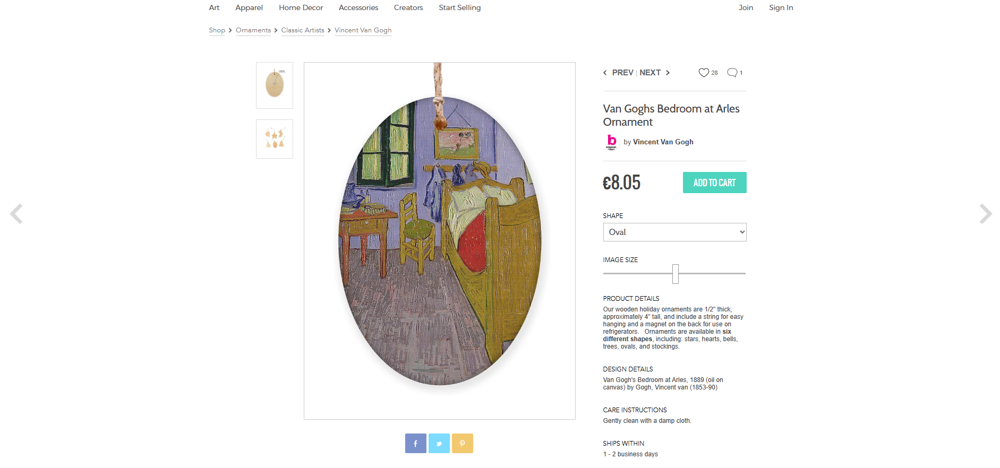 Art Apparel Home Decor Accessories Creators Start Selling Join Sign In
Shop > Ornaments > Classic Artists > Vincent Van Gogh
PREV | NEXT 28 1
Van Goghs Bedroom at Arles
Ornament
b
by Vincent Van Gogh
€8.05 ADD TO CART
SHAPE
Oval
IMAGE SIZE
PRODUCT DETAILS
Our wooden holiday ornaments are 1/2" thick,
approximately 4" tall, and include a string for easy
hanging and a magnet on the back for use on
refrigerators. Ornaments are available in six
different shapes, including: stars, hearts, bells,
trees, ovals, and stockings.
DESIGN DETAILS
Van Gogh's Bedroom at Arles, 1889 (oil on
canvas) by Gogh, Vincent van (1853-90)
CARE INSTRUCTIONS
Gently clean with a damp cloth.
SHIPS WITHIN
1 - 2 business days